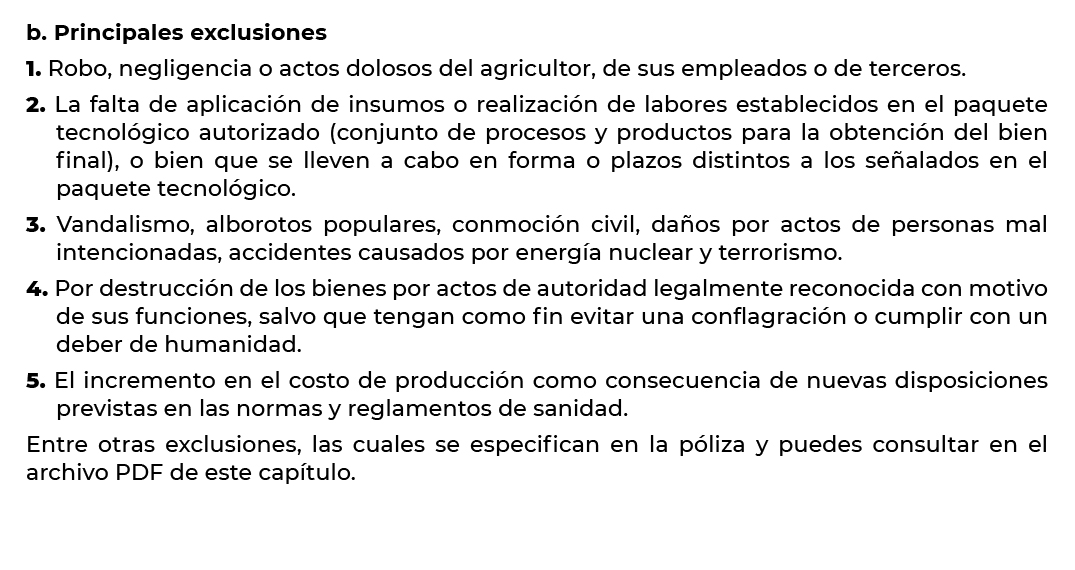 b. Principales exclusiones
1. Robo, negligencia o actos dolosos del agricultor, de sus empleados o de terceros.
2. La falta de aplicación de insumos o realización de labores establecidos en el paquete
tecnológico autorizado (conjunto de procesos y productos para la obtención del bien
final), o bien que se lleven a cabo en forma o plazos distintos a los señalados en el
paquete tecnológico.
3. Vandalismo, alborotos populares, conmoción civil, daños por actos de personas mal
intencionadas, accidentes causados por energía nuclear y terrorismo.
4. Por destrucción de los bienes por actos de autoridad legalmente reconocida con motivo
de sus funciones, salvo que tengan como fin evitar una conflagración o cumplir con un
deber de humanidad.
5. El incremento en el costo de producción como consecuencia de nuevas disposiciones
previstas en las normas y reglamentos de sanidad.
Entre otras exclusiones, las cuales se especifican en la póliza y puedes consultar en el
archivo PDF de este capítulo.